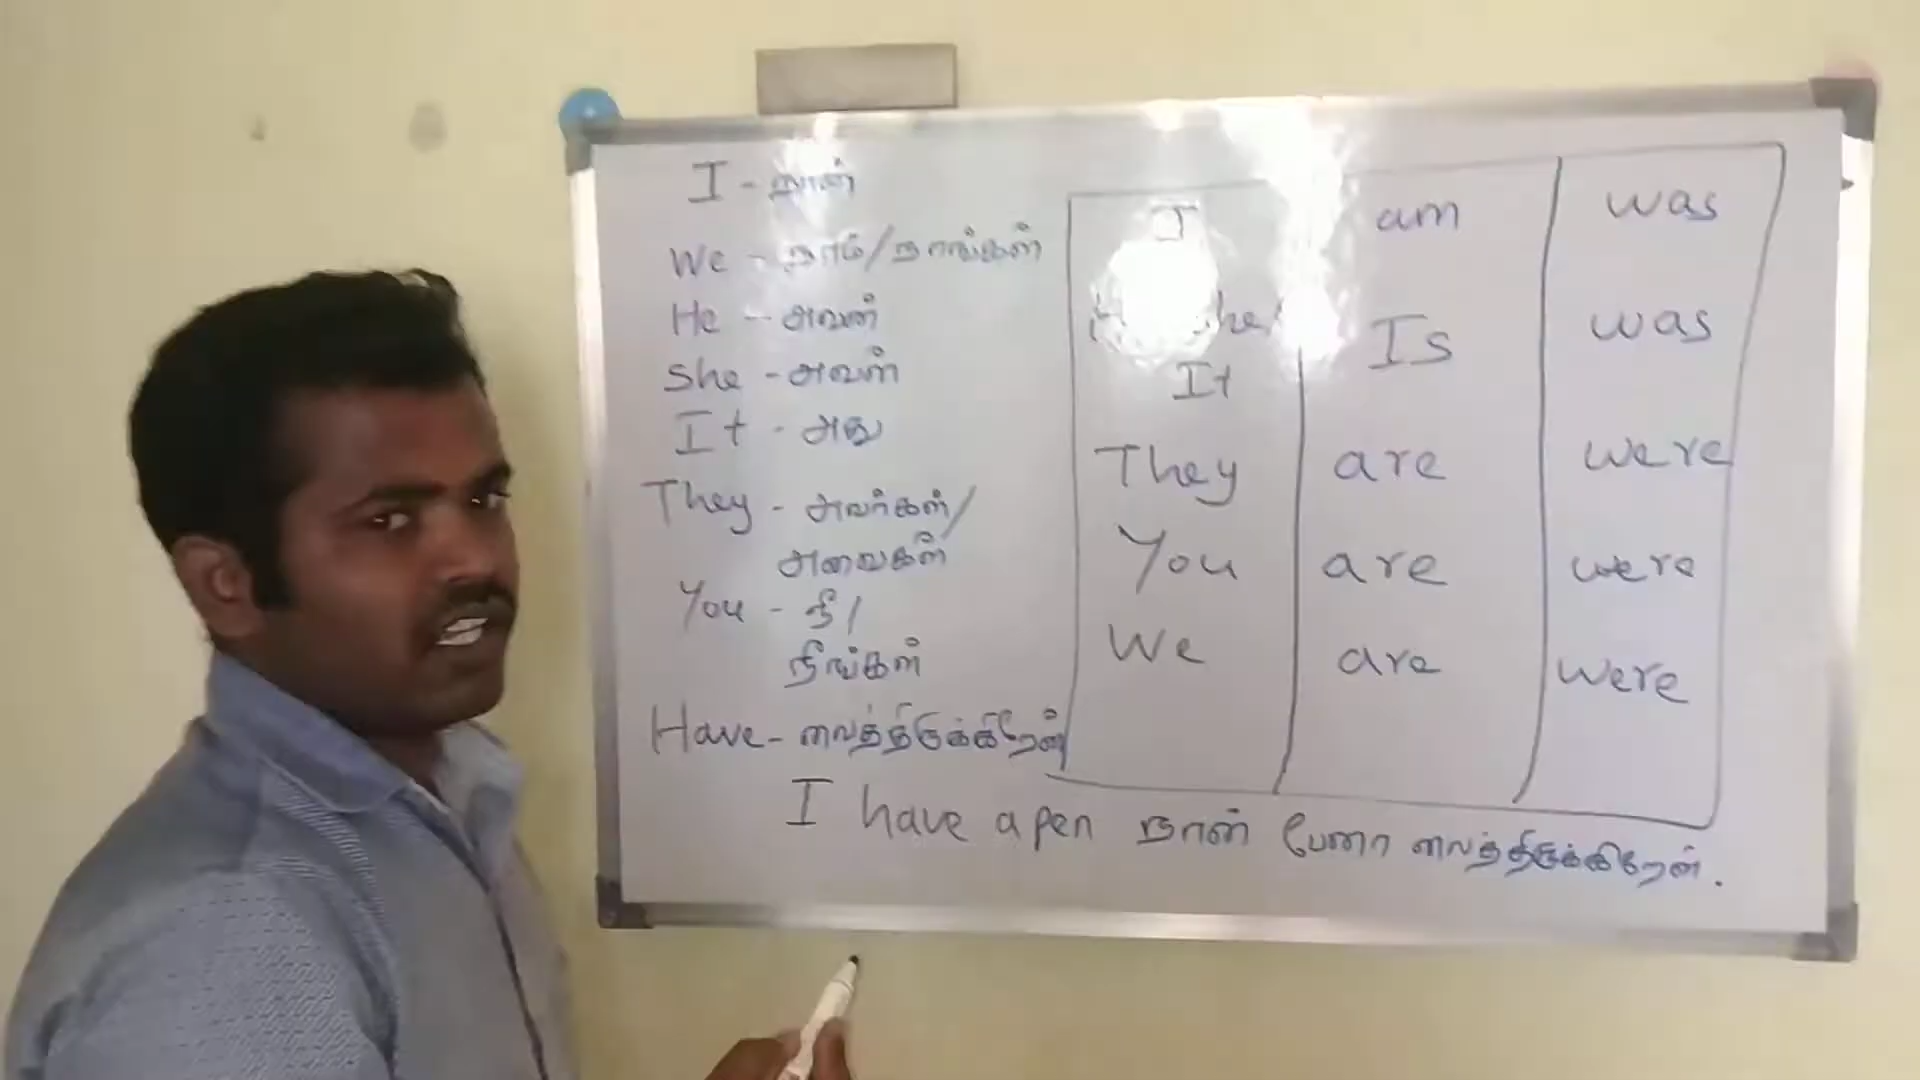 I - நான்
We - நாம்/நாங்கள்
He - அவன்
She - அவள்
It - அது
They - அவர்கள்/
அவைகள்
You - நீ/
நீங்கள்
Have - வைத்திருக்கிறேன்
I am was
she/
It Is was
They are were
You are were
We are were
I have a pen நான் பேனா வைத்திருக்கிறேன்.